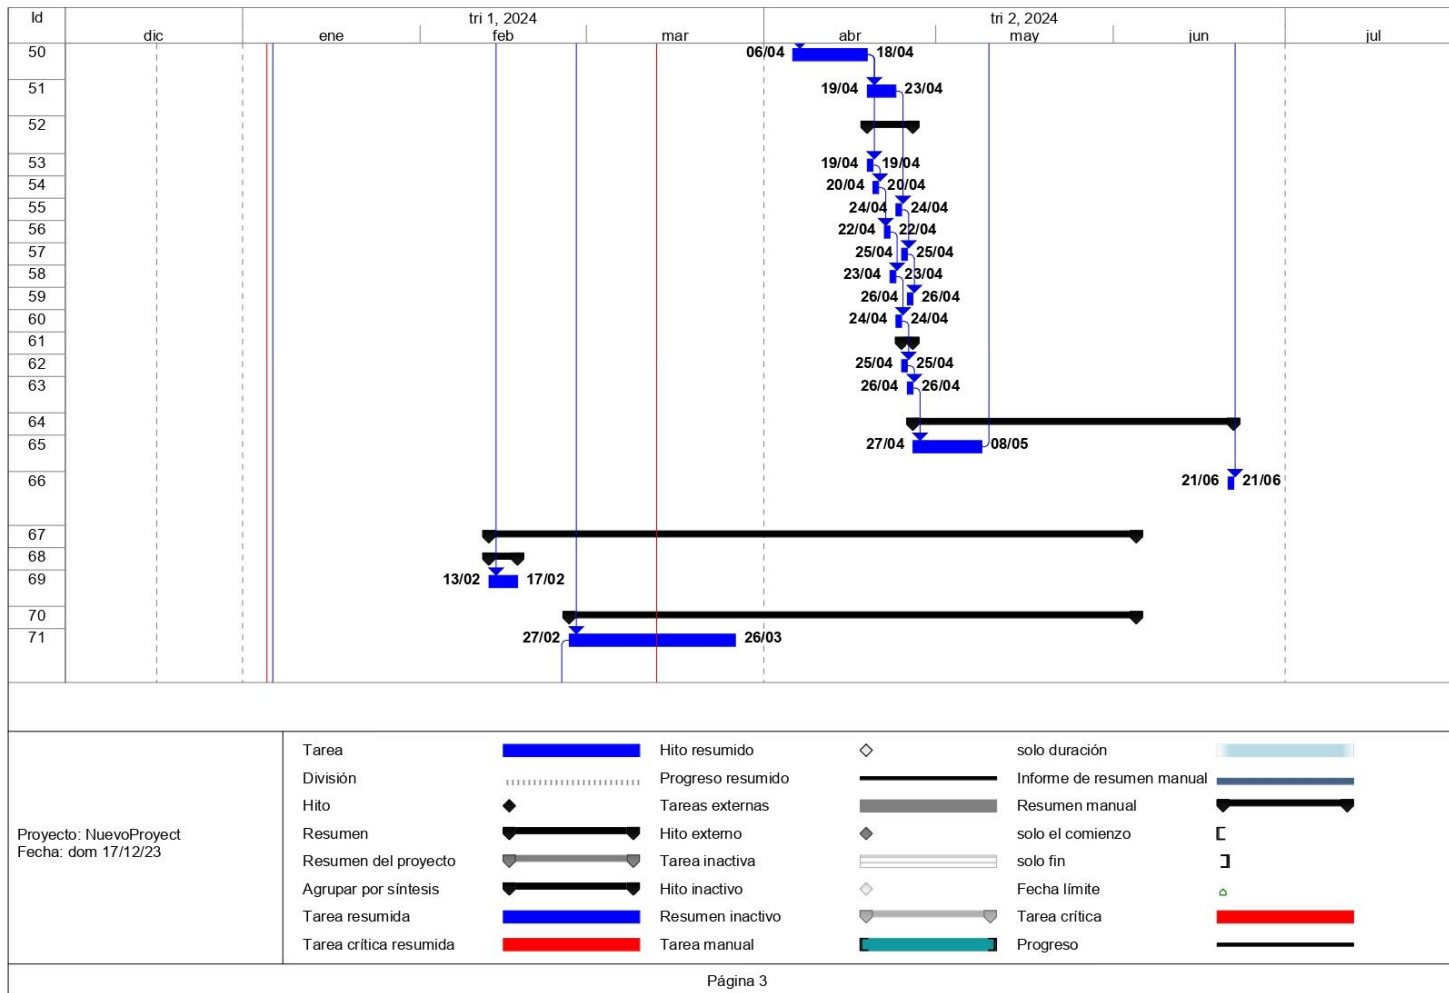 Id
tri 1, 2024
tri 2, 2024
dic
ene
feb
mar
abr
may
jun
jul
50
06/04
18/04
51
19/04
23/04
52
53
19/04
19/04
54
20/04
20/04
55
24/04
24/04
56
22/04
22/04
57
25/04
25/04
58
23/04
23/04
59
26/04
26/04
60
24/04
24/04
61
62
25/04
25/04
63
26/04
26/04
64
65
27/04
08/05
66
21/06
21/06
67
68
69
13/02
17/02
70
71
27/02
26/03
Proyecto: NuevoProyect
Fecha: dom 17/12/23
Tarea
División
Hito
Resumen
Resumen del proyecto
Agrupar por síntesis
Tarea resumida
Tarea crítica resumida
Hito resumido
Progreso resumido
Tareas externas
Hito externo
Tarea inactiva
Hito inactivo
Resumen inactivo
Tarea manual
solo duración
Informe de resumen manual
Resumen manual
solo el comienzo
solo fin
Fecha límite
Tarea crítica
Progreso
Página 3